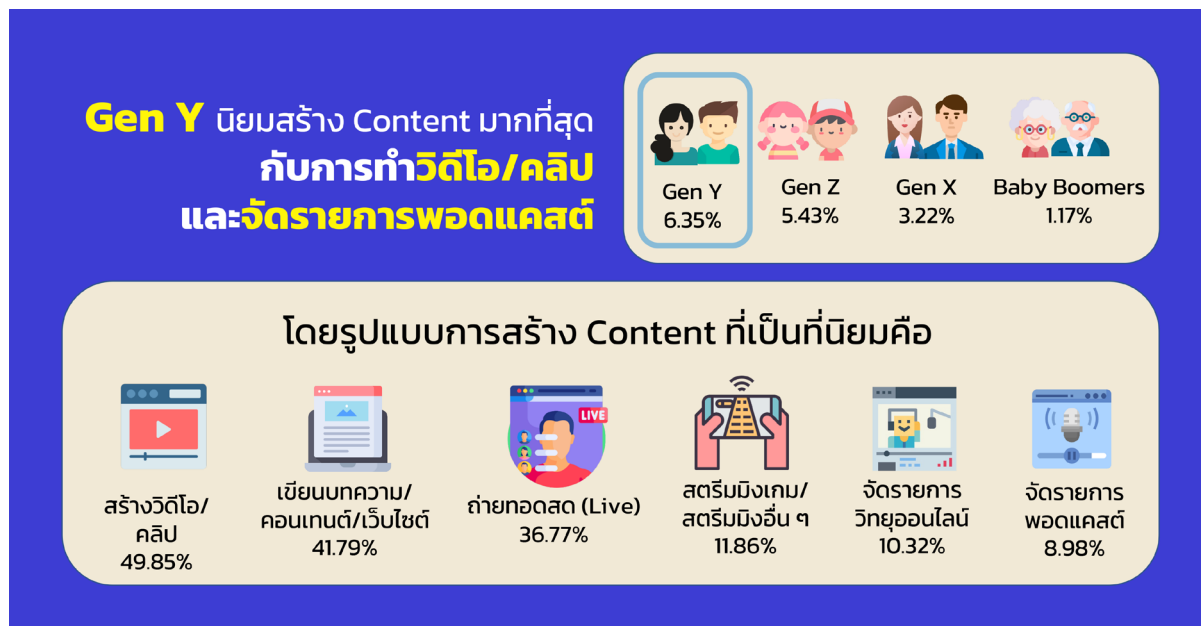 Gen Y นิยมสร้าง Content มากที่สุด
กับการทำวิดีโอ/คลิป
และจัดรายการพอดแคสต์
Gen Y
6.35%
Gen Z
5.43%
Gen X
3.22%
Baby Boomers
1.17%
โดยรูปแบบการสร้าง Content ที่เป็นที่นิยมคือ
สร้างวิดีโอ/
คลิป
49.85%
เขียนบทความ/
คอนเทนต์/เว็บไซต์
41.79%
LIVE
ถ่ายทอดสด (Live)
36.77%
สตรีมมิงเกม/
สตรีมมิงอื่น ๆ
11.86%
จัดรายการ
วิทยุออนไลน์
10.32%
จัดรายการ
พอดแคสต์
8.98%